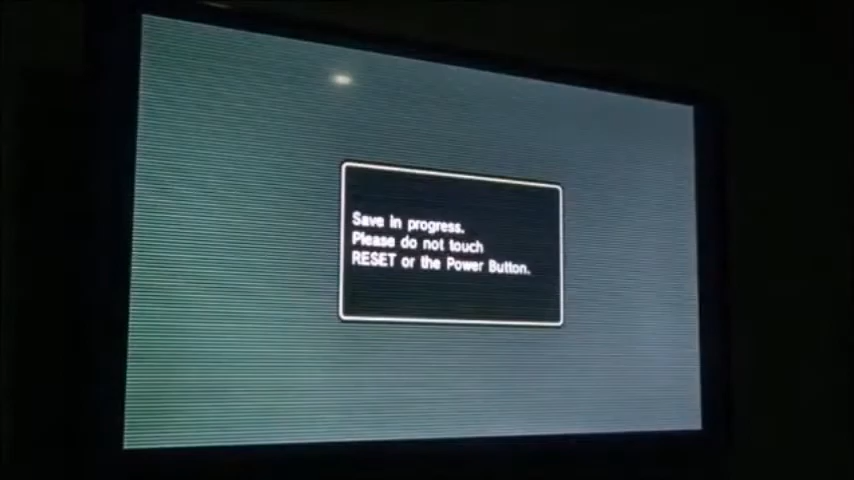 Save in progress.
Please do not touch
RESET or the Power Button.